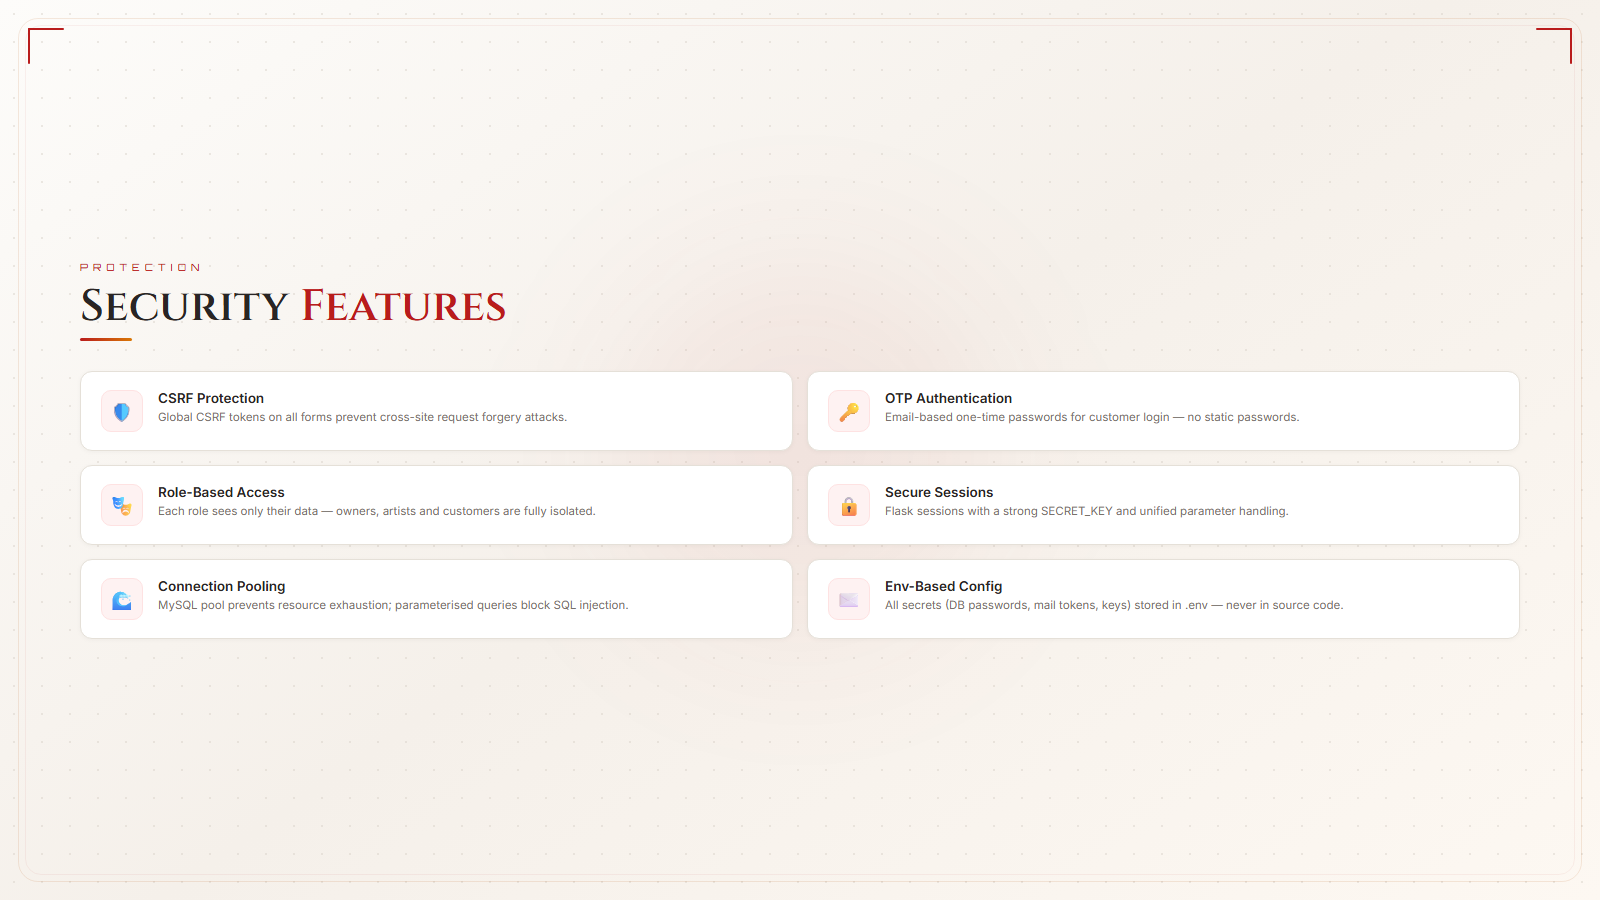 PROTECTION
Security Features
CSRF Protection
Global CSRF tokens on all forms prevent cross-site request forgery attacks.
OTP Authentication
Email-based one-time passwords for customer login — no static passwords.
Role-Based Access
Each role sees only their data — owners, artists and customers are fully isolated.
Secure Sessions
Flask sessions with a strong SECRET_KEY and unified parameter handling.
Connection Pooling
MySQL pool prevents resource exhaustion; parameterised queries block SQL injection.
Env-Based Config
All secrets (DB passwords, mail tokens, keys) stored in .env — never in source code.